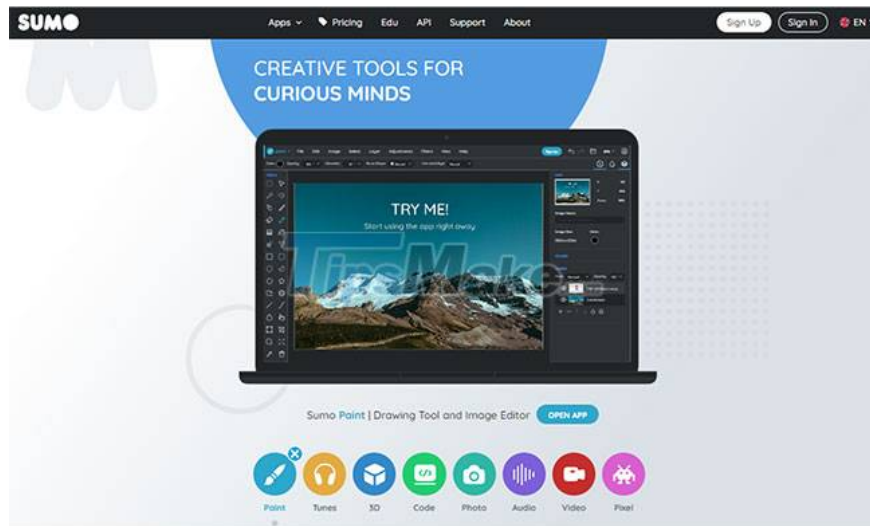 SUMO
Apps Pricing Edu API Support About
Sign Up Sign In EN
CREATIVE TOOLS FOR
CURIOUS MINDS
TRY ME!
Start using the app right away
TipsMake
Sumo Paint | Drawing Tool and Image Editor OPEN APP
Paint Tunes 3D Code Photo Audio Video Pixel